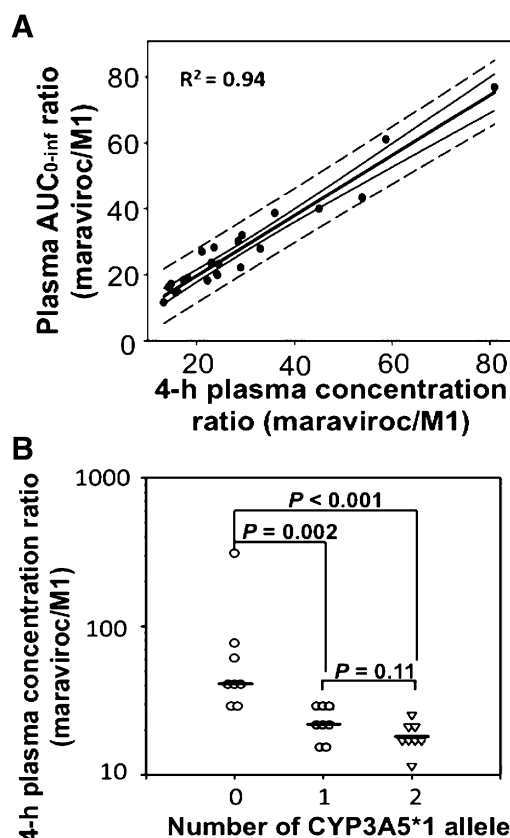 A
R² = 0.94
Plasma AUC0-inf ratio
(maraviroc/M1)
80
60
40
20
0
20 40 60 80
4-h plasma concentration
ratio (maraviroc/M1)
B
4-h plasma concentration ratio
(maraviroc/M1)
1000
100
10
P < 0.001
P = 0.002
P = 0.11
0 1 2
Number of CYP3A5*1 allele